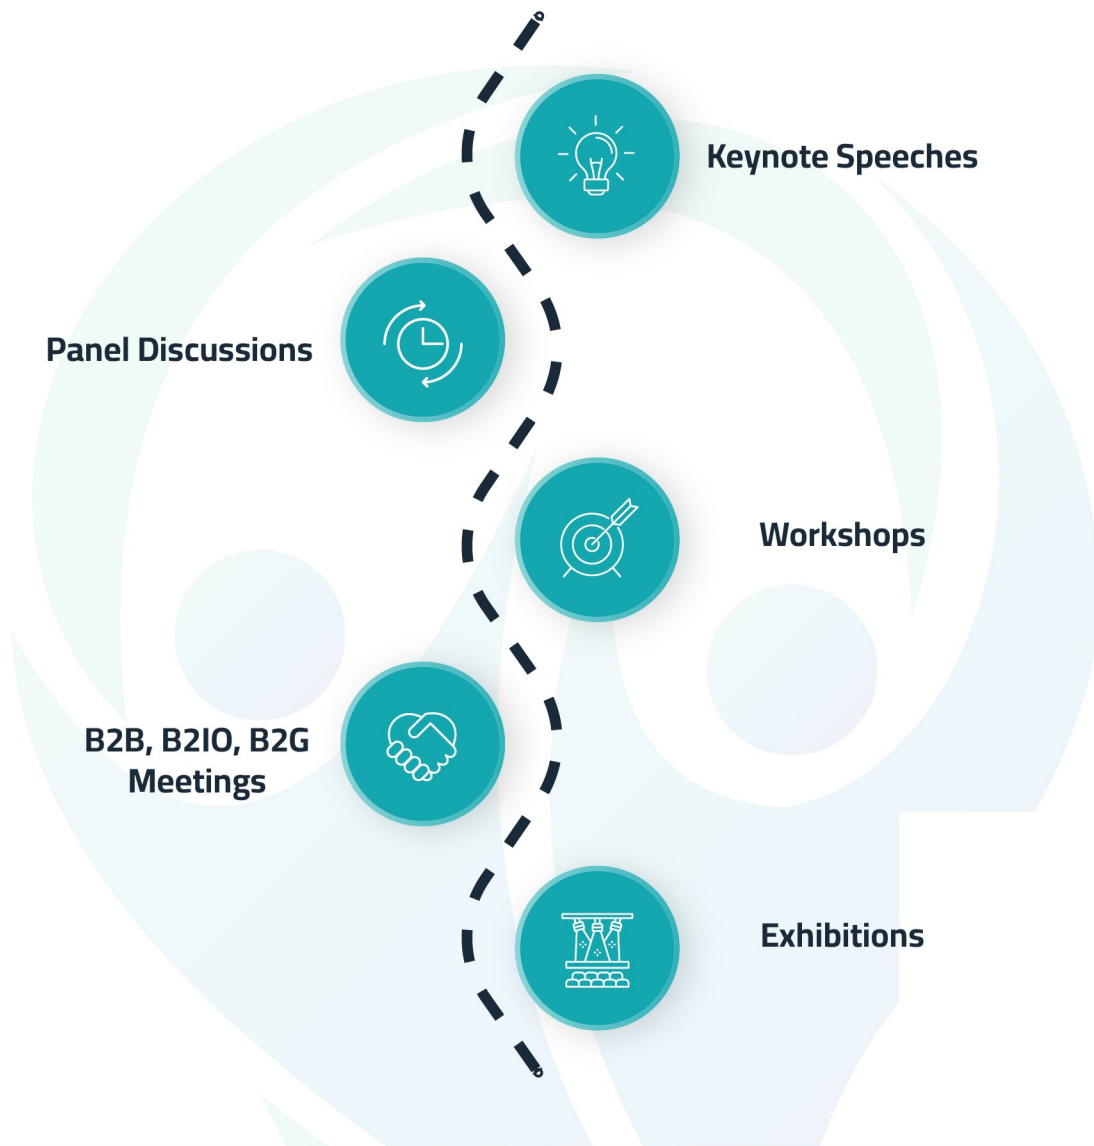 Keynote Speeches
Panel Discussions
Workshops
B2B, B2IO, B2G
Meetings
Exhibitions